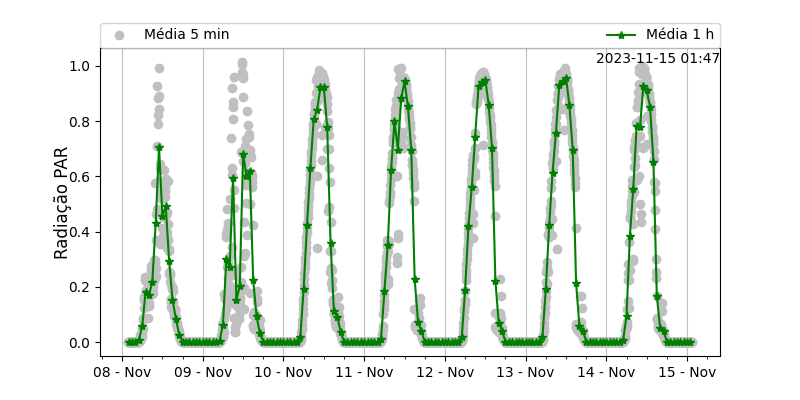 Média 5 min
Média 1 h
2023-11-15 01:47
Radiação PAR
1.0
0.8
0.6
0.4
0.2
0.0
08 - Nov
09 - Nov
10 - Nov
11 - Nov
12 - Nov
13 - Nov
14 - Nov
15 - Nov